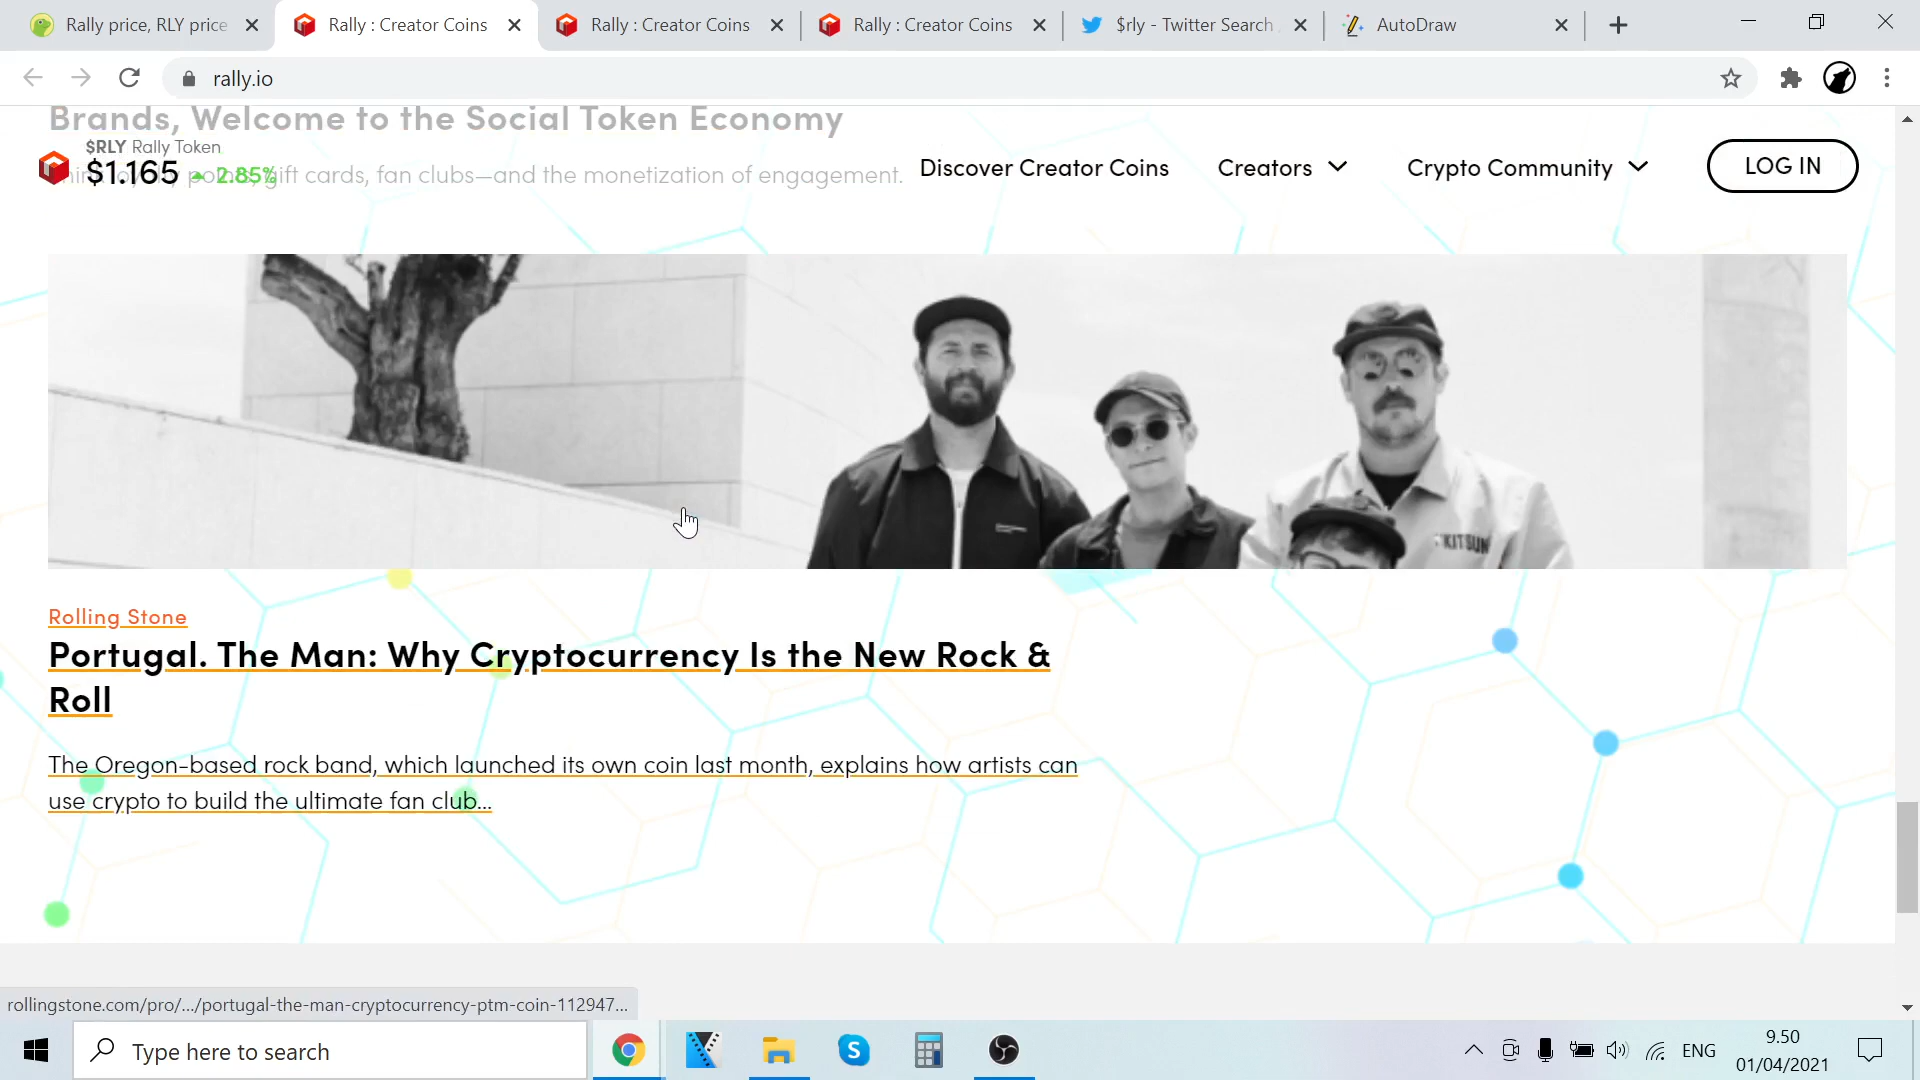 Rally price, RLY price
Rally : Creator Coins
Rally : Creator Coins
Rally : Creator Coins
$rly - Twitter Search
AutoDraw
rally.io
Brands, Welcome to the Social Token Economy
$RLY Rally Token
$1.165 2.85%
gift cards, fan clubs—and the monetization of engagement.
Discover Creator Coins
Creators
Crypto Community
LOG IN
KITSUN
Rolling Stone
Portugal. The Man: Why Cryptocurrency Is the New Rock &
Roll
The Oregon-based rock band, which launched its own coin last month, explains how artists can
use crypto to build the ultimate fan club...
rollingstone.com/pro/.../portugal-the-man-cryptocurrency-ptm-coin-112947...
Type here to search
ENG
9.50
01/04/2021